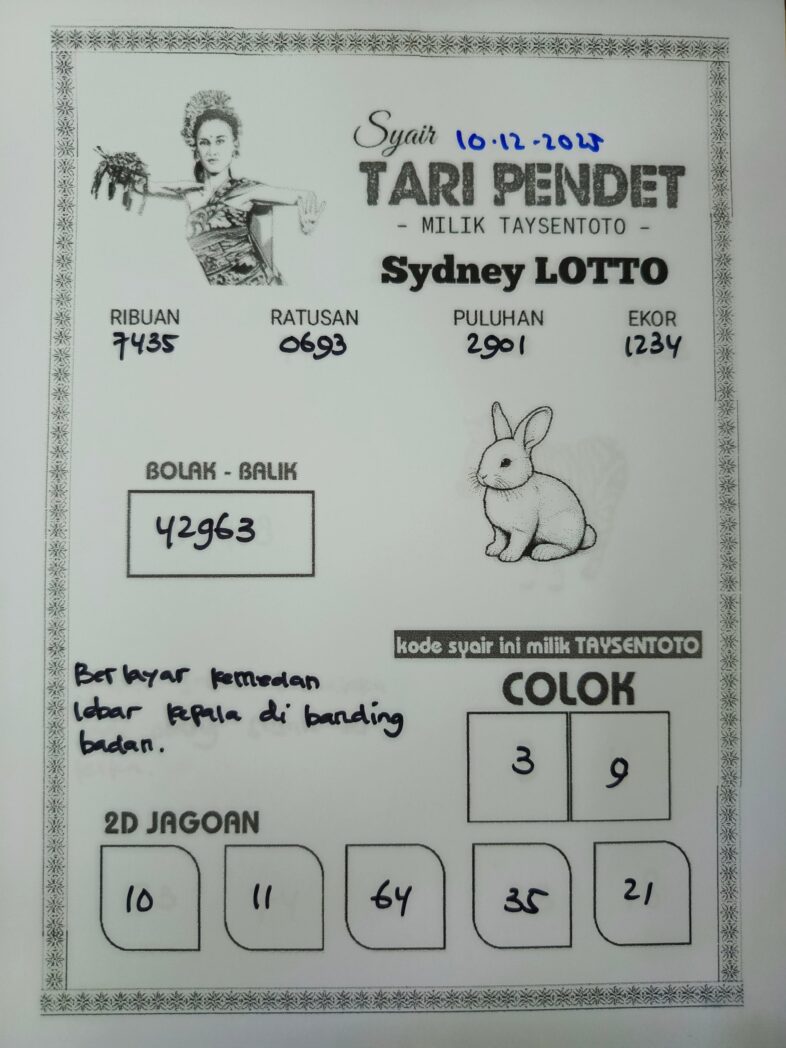 Syair 10-12-2025
TARI PENDET
- MILIK TAYSENTOTO -
Sydney LOTTO
RIBUAN RATUSAN PULUHAN EKOR
7435 0693 2901 1234
BOLAK - BALIK
42963
kode syair ini milik TAYSENTOTO
Berlayar kemedan
lebar kepala di banding
badan.
COLOK
3 9
2D JAGOAN
10 11 64 35 21